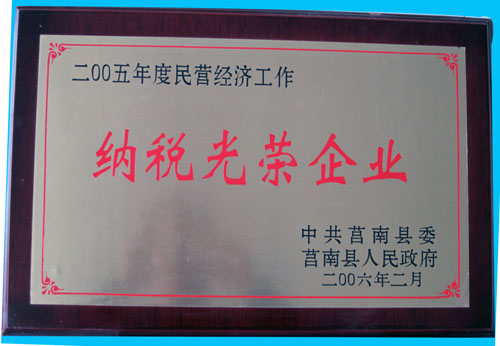 二00五年度民营经济工作
纳税光荣企业
中共莒南县委
莒南县人民政府
二00六年二月